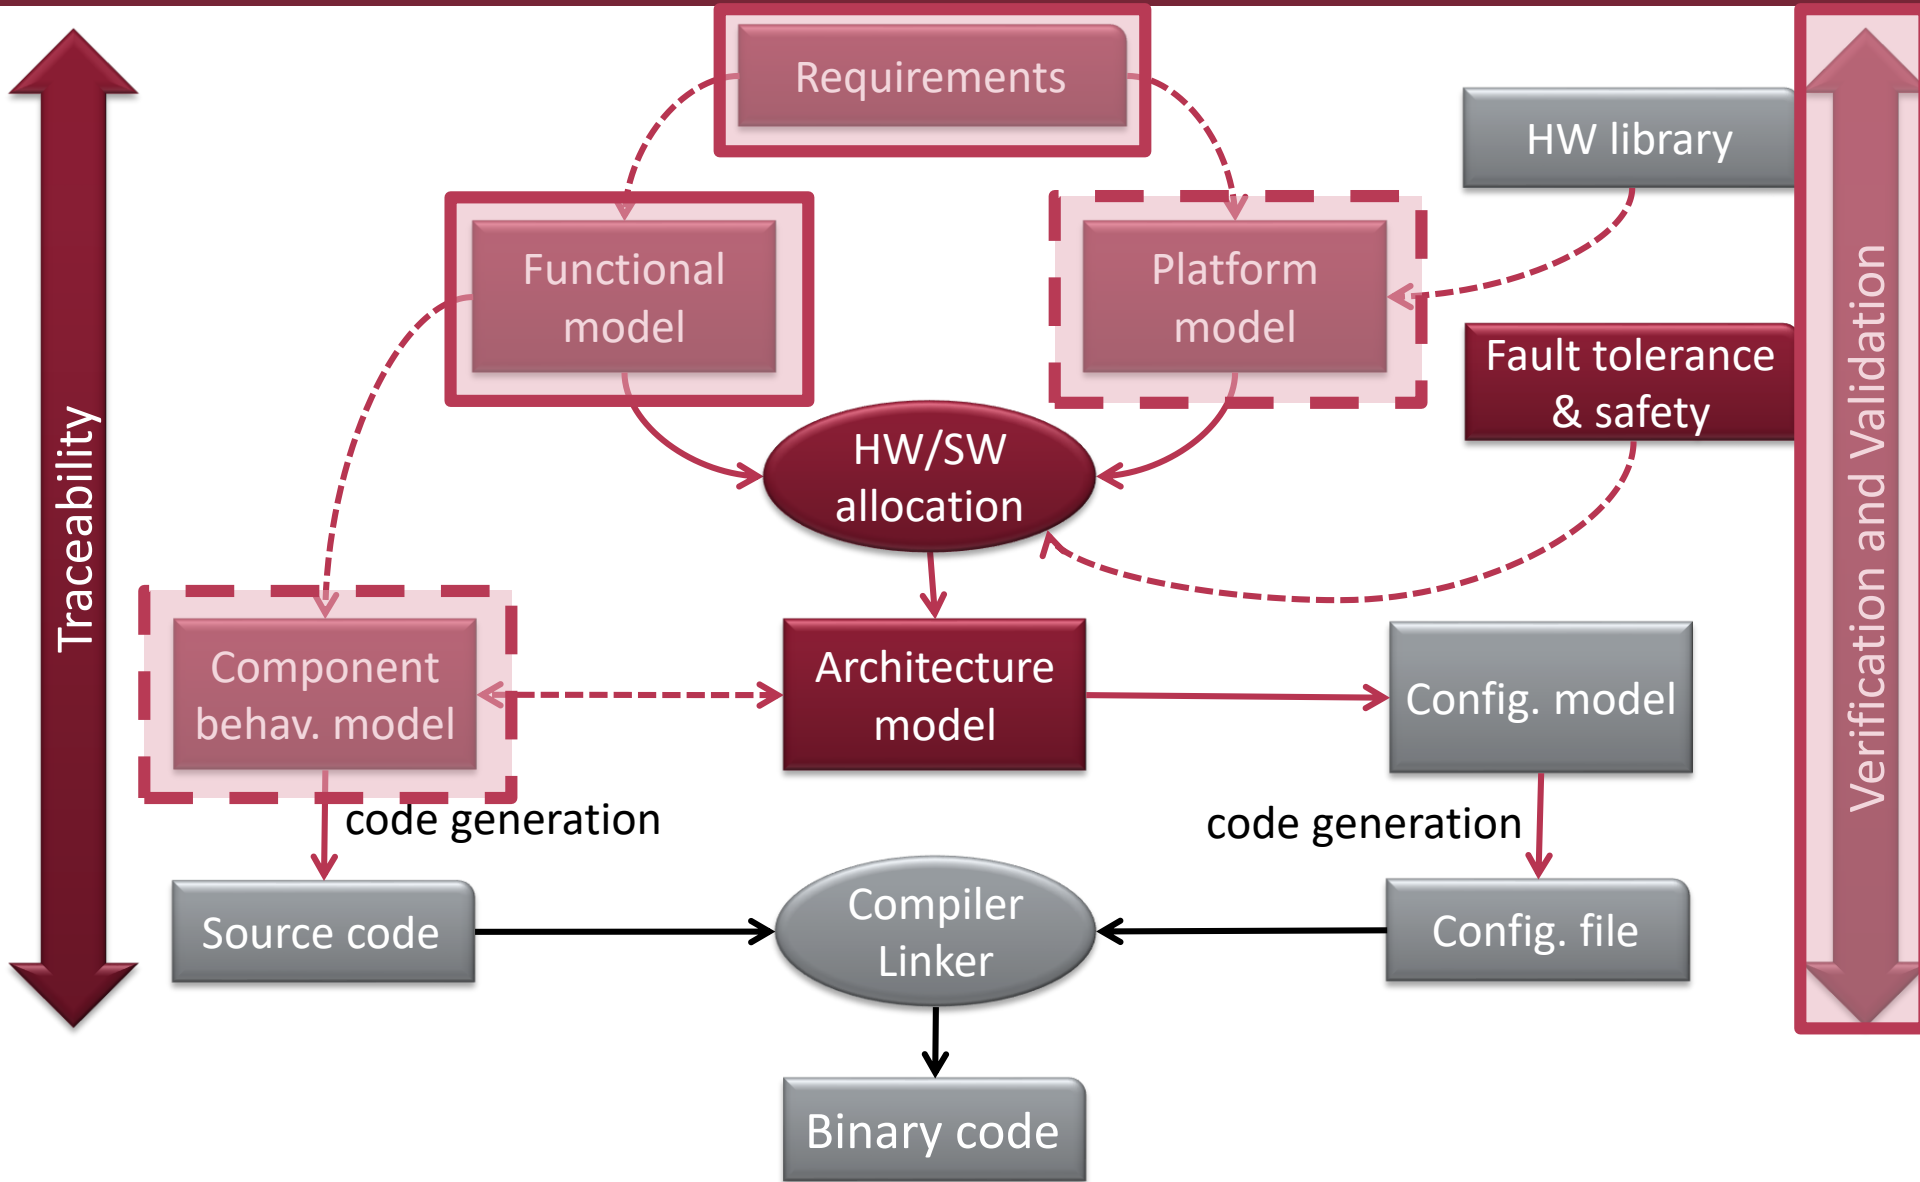 Requirements
HW library
Functional
model
Platform
model
Fault tolerance
& safety
HW/SW
allocation
Traceability
Verification and Validation
Component
behav. model
Architecture
model
Config. model
code generation
code generation
Source code
Compiler
Linker
Config. file
Binary code